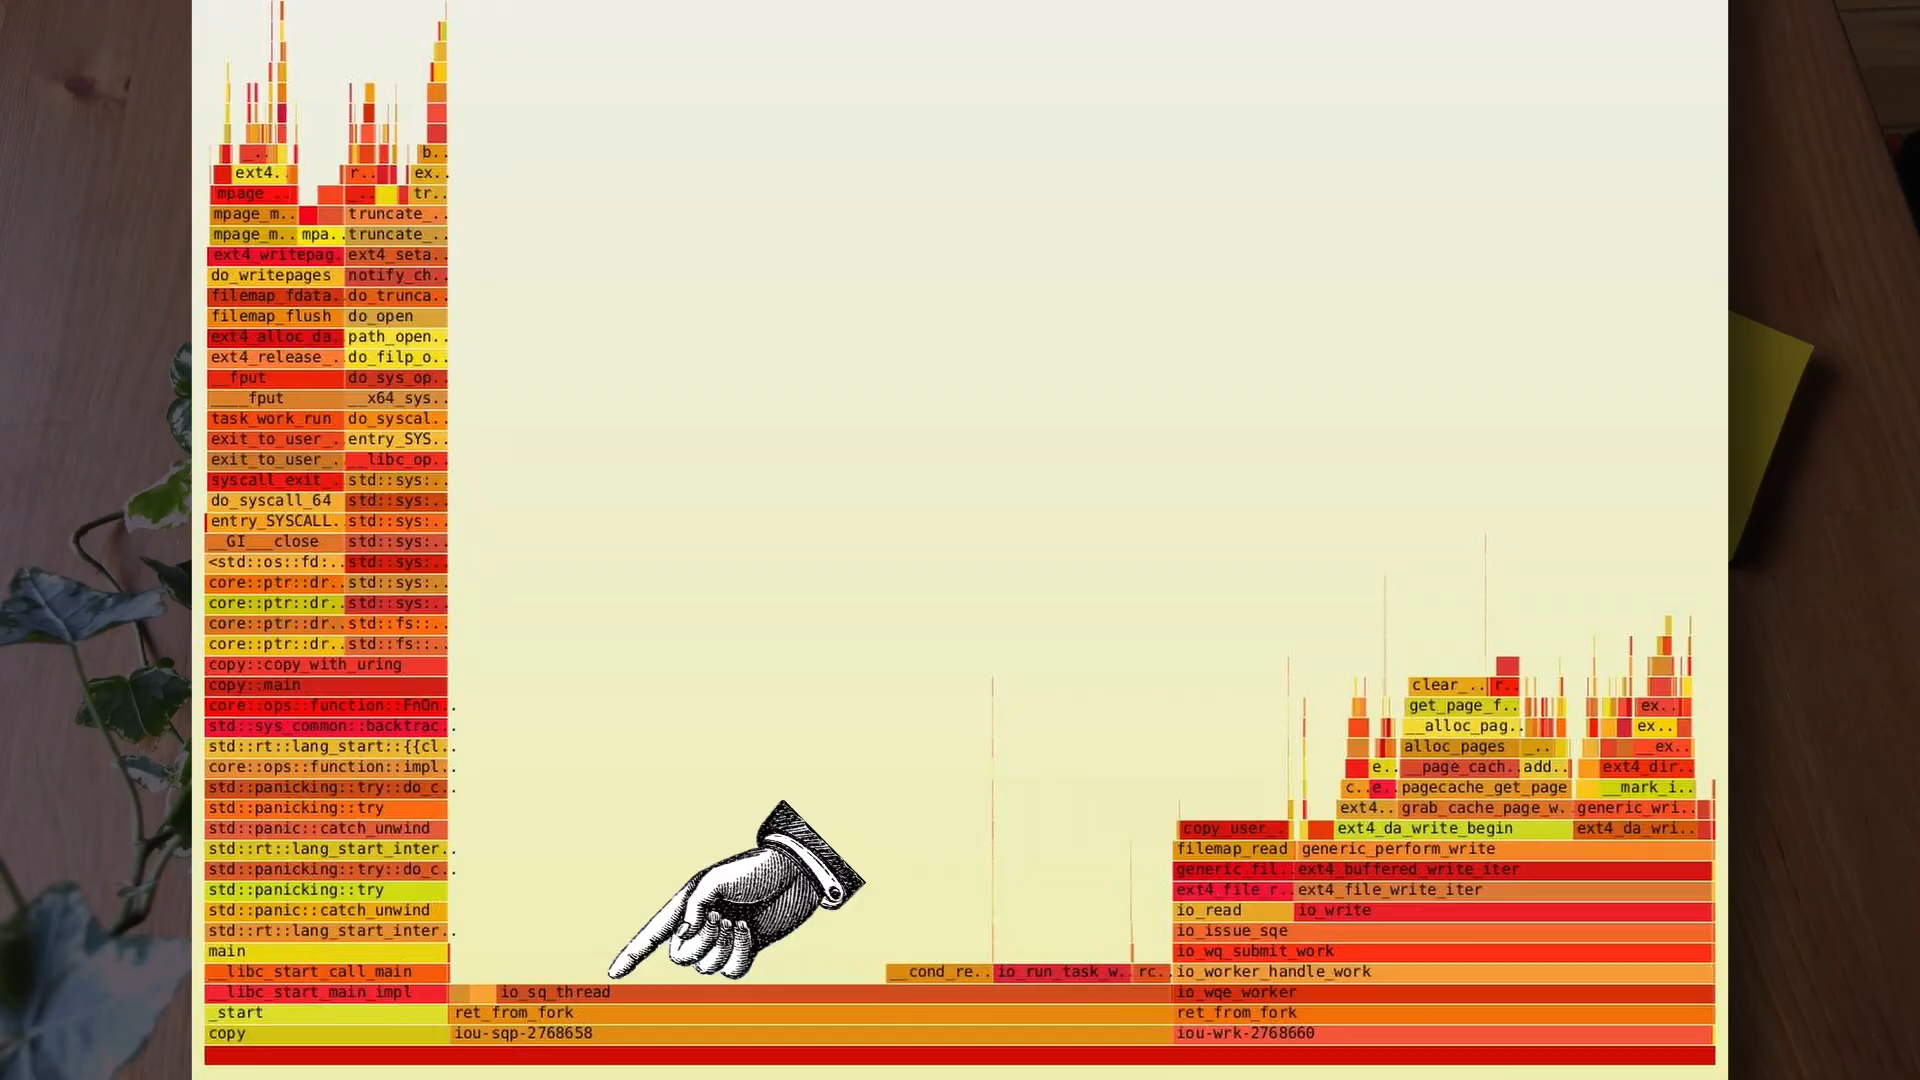 b..
_..
ext4.. r.. ex..
mpage_.. _.. tr..
mpage_m.. truncate_..
mpage_m.. mpa.. truncate_..
ext4_writepag.. ext4_seta..
do_writepages notify_ch..
filemap_fdata.. do_trunca..
filemap_flush do_open
ext4_alloc_da.. path_open..
ext4_release_.. do_filp_o..
__fput do_sys_op..
____fput __x64_sys..
task_work_run do_syscal..
exit_to_user_.. entry_SYS..
exit_to_user_.. __libc_op..
syscall_exit_.. std::sys:..
do_syscall_64 std::sys:..
entry_SYSCALL.. std::sys:..
__GI___close std::sys:..
<std::os::fd:.. std::sys:..
core::ptr::dr.. std::sys:..
core::ptr::dr.. std::sys:..
core::ptr::dr.. std::fs::..
core::ptr::dr.. std::fs::..
copy::copy_with_uring
copy::main clear_.. r..
core::ops::function::FnOn.. get_page_f.. ex..
std::sys_common::backtrac.. __alloc_pag.. ex..
std::rt::lang_start::{{cl.. alloc_pages _.. __ex..
core::ops::function::impl.. e.. __page_cach.. add.. ext4_dir..
std::panicking::try::do_c.. c.. e.. pagecache_get_page __mark_i..
std::panicking::try ext4.. grab_cache_page_w.. generic_wri..
std::panic::catch_unwind copy_user_.. ext4_da_write_begin ext4_da_wri..
std::rt::lang_start_inter.. filemap_read generic_perform_write
std::panicking::try::do_c.. generic_fil.. ext4_buffered_write_iter
std::panicking::try ext4_file_r.. ext4_file_write_iter
std::panic::catch_unwind io_read io_write
std::rt::lang_start_inter.. io_issue_sqe
main io_wq_submit_work
__libc_start_call_main __cond_re.. io_run_task_w.. rc.. io_worker_handle_work
__libc_start_main_impl io_sq_thread io_wqe_worker
_start ret_from_fork ret_from_fork
copy iou-sqp-2768658 iou-wrk-2768660